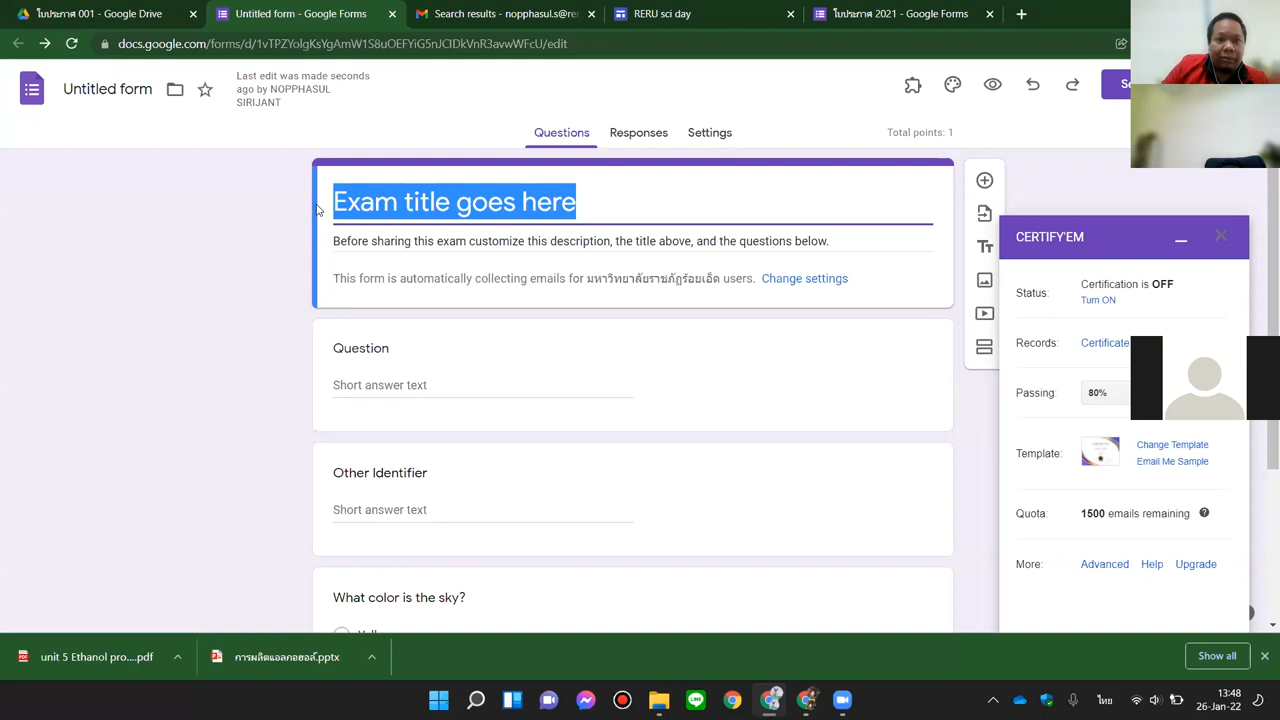 ใบประกาศ 001 - Google Drive
Untitled form - Google Forms
Search results - nopphasul.s@rer
RERU sci day
ใบประกาศ 2021 - Google Forms
docs.google.com/forms/d/1vTPZYolgKsYgAmW1S8uOEFYiG5nJCIDkVnR3avwWFcU/edit
Untitled form
Last edit was made seconds
ago by NOPPHASUL
SIRIJANT
Se
Questions
Responses
Settings
Total points: 1
Exam title goes here
Before sharing this exam customize this description, the title above, and the questions below.
This form is automatically collecting emails for มหาวิทยาลัยราชภัฏร้อยเอ็ด users. Change settings
Question
Short answer text
Other Identifier
Short answer text
What color is the sky?
CERTIFY'EM
Status:
Certification is OFF
Turn ON
Records:
Certificate
Passing:
80%
Template:
Change Template
Email Me Sample
Quota:
1500 emails remaining
More:
Advanced
Help
Upgrade
unit 5 Ethanol pro....pdf
การผลิตแอลกอฮอล์.pptx
Show all
ไทย
13:48
26-Jan-22